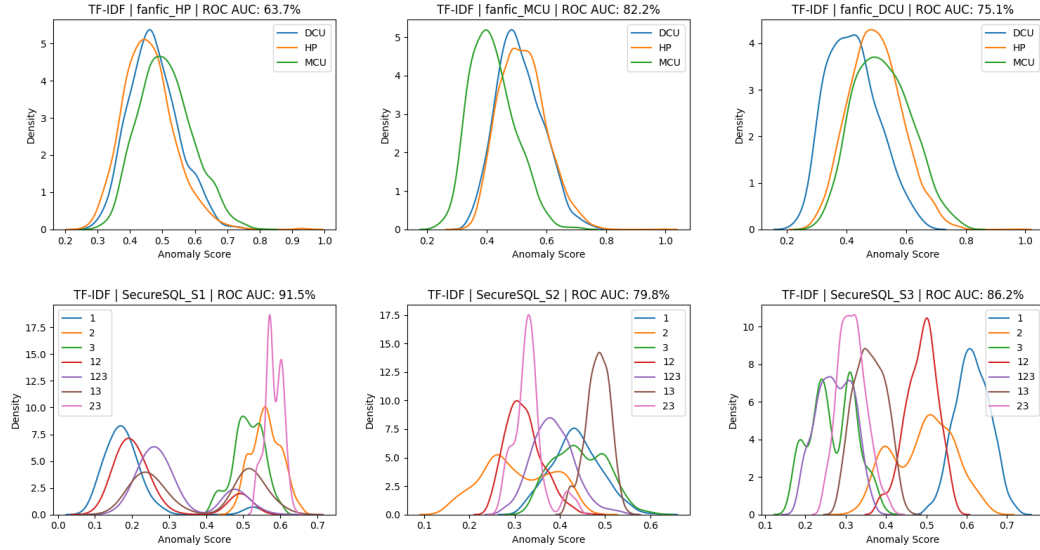 TF-IDF | fanfic_HP | ROC AUC: 63.7%
DCU
HP
MCU
Density
5
4
3
2
1
0
0.2 0.3 0.4 0.5 0.6 0.7 0.8 0.9 1.0
Anomaly Score
TF-IDF | fanfic_MCU | ROC AUC: 82.2%
DCU
HP
MCU
Density
5
4
3
2
1
0
0.2 0.4 0.6 0.8 1.0
Anomaly Score
TF-IDF | fanfic_DCU | ROC AUC: 75.1%
DCU
HP
MCU
Density
4
3
2
1
0
0.2 0.4 0.6 0.8 1.0
Anomaly Score
TF-IDF | SecureSQL_S1 | ROC AUC: 91.5%
1
2
3
12
123
13
23
Density
17.5
15.0
12.5
10.0
7.5
5.0
2.5
0.0
0.0 0.1 0.2 0.3 0.4 0.5 0.6 0.7
Anomaly Score
TF-IDF | SecureSQL_S2 | ROC AUC: 79.8%
1
2
3
12
123
13
23
Density
17.5
15.0
12.5
10.0
7.5
5.0
2.5
0.0
0.1 0.2 0.3 0.4 0.5 0.6
Anomaly Score
TF-IDF | SecureSQL_S3 | ROC AUC: 86.2%
1
2
3
12
123
13
23
Density
10
8
6
4
2
0
0.1 0.2 0.3 0.4 0.5 0.6 0.7
Anomaly Score